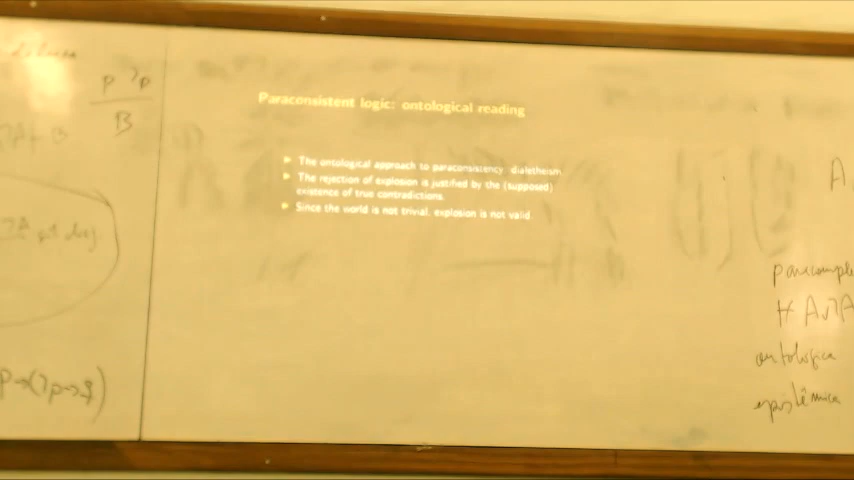 p ¬p
B
Paraconsistent logic: ontological reading
The ontological approach to paraconsistency: dialetheism
The rejection of explosion is justified by the (supposed)
existence of true contradictions.
Since the world is not trivial, explosion is not valid.
A
p→(¬p→q)
paracomple
⊬ A∨¬A
ontológica
epistêmica